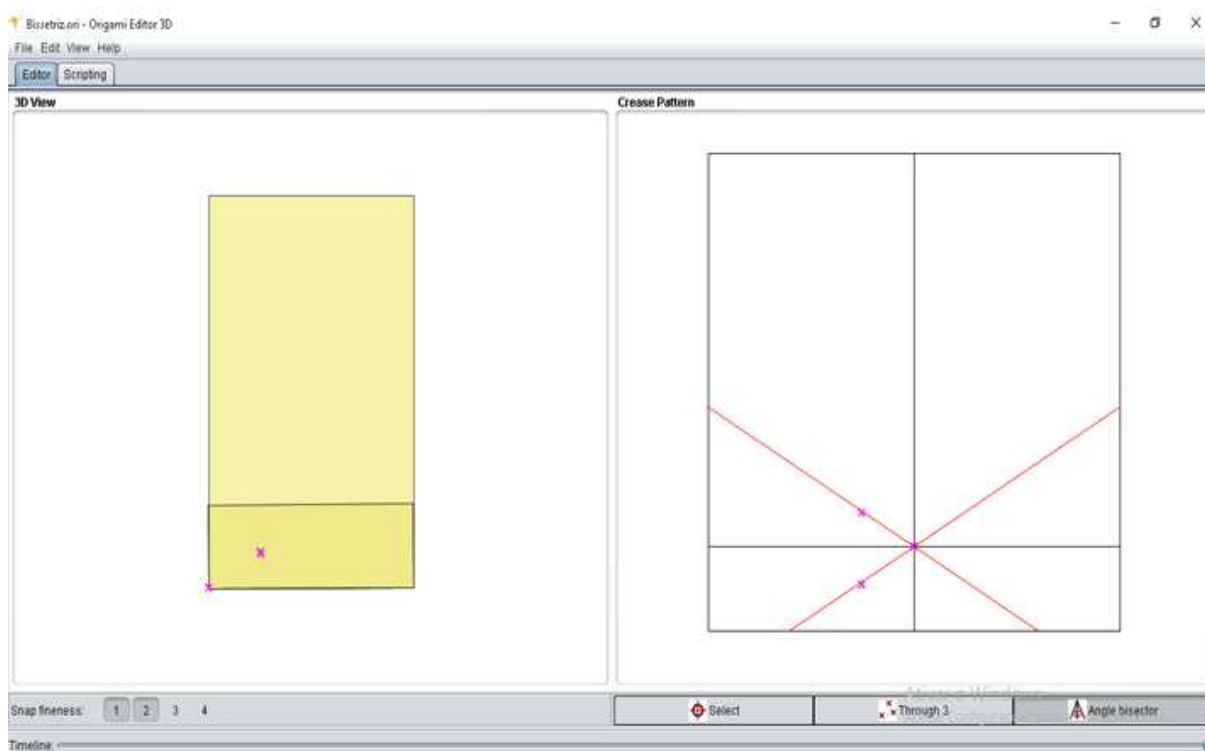 Bissetriz.ori - Origami Editor 3D
File Edit View Help
Editor Scripting
3D View
Crease Pattern
Snap fineness: 1 2 3 4
Select
Through 3
Angle bisector
Timeline: